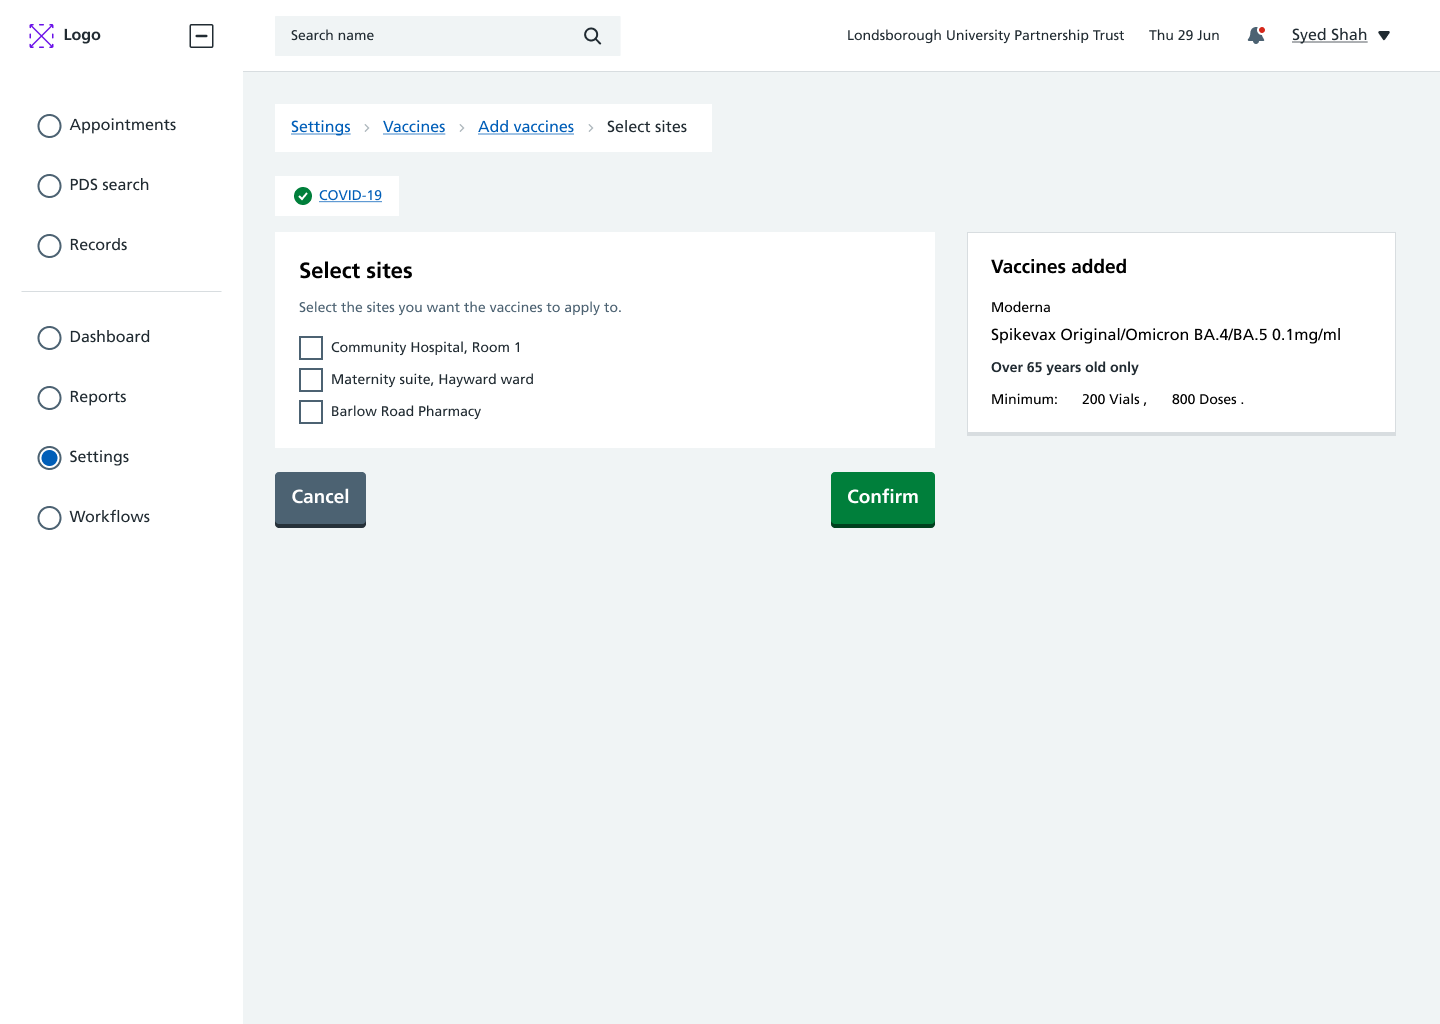 Logo
Search name
Londsborough University Partnership Trust
Thu 29 Jun
Syed Shah
Appointments
PDS search
Records
Dashboard
Reports
Settings
Workflows
Settings > Vaccines > Add vaccines > Select sites
COVID-19
Select sites
Select the sites you want the vaccines to apply to.
Community Hospital, Room 1
Maternity suite, Hayward ward
Barlow Road Pharmacy
Cancel
Confirm
Vaccines added
Moderna
Spikevax Original/Omicron BA.4/BA.5 0.1mg/ml
Over 65 years old only
Minimum: 200 Vials , 800 Doses .